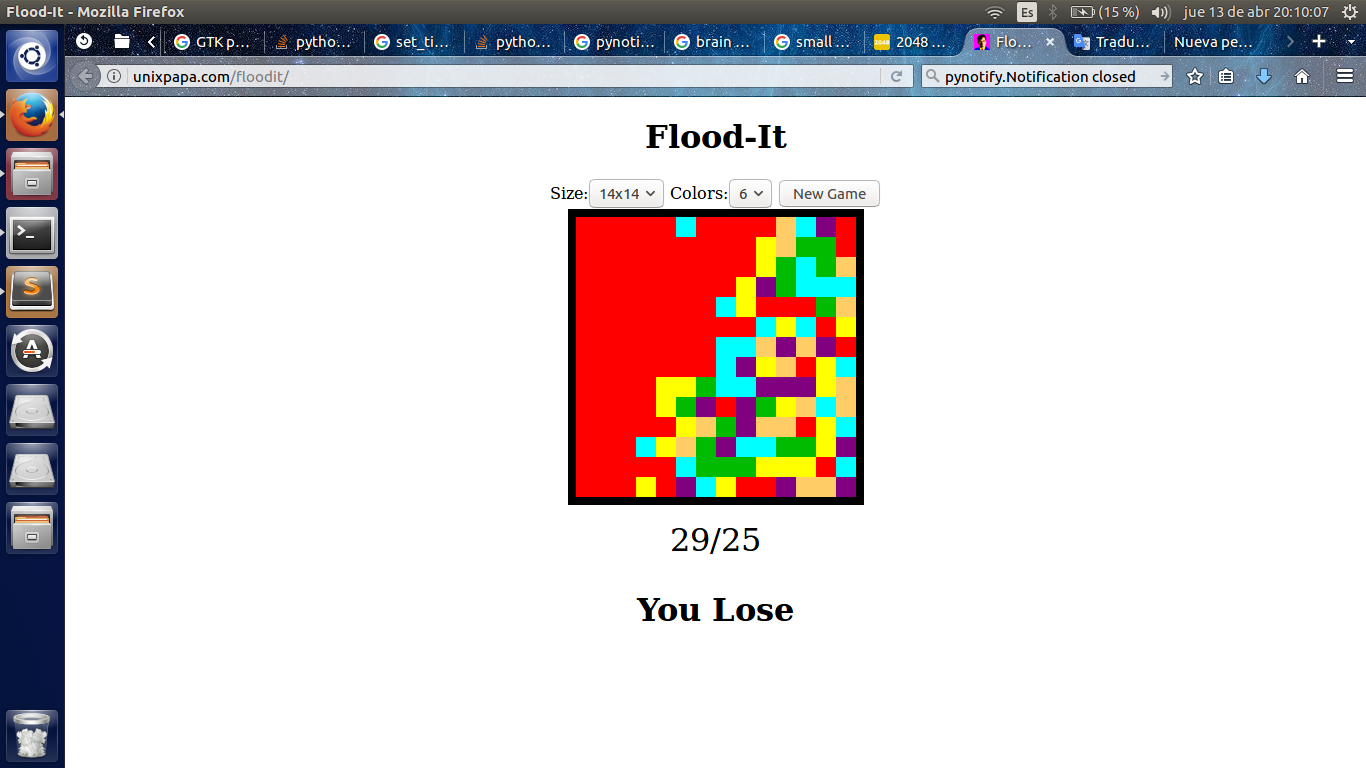 Flood-It - Mozilla Firefox
Es (15 %) jue 13 de abr 20:10:07
GTK p... pytho... set_ti... pytho... pynoti... brain ... small ... 2048 2048 ... Flo... Tradu... Nueva pe...
unixpapa.com/floodit/ pynotify.Notification closed
Flood-It
Size: 14x14 Colors: 6 New Game
29/25
You Lose